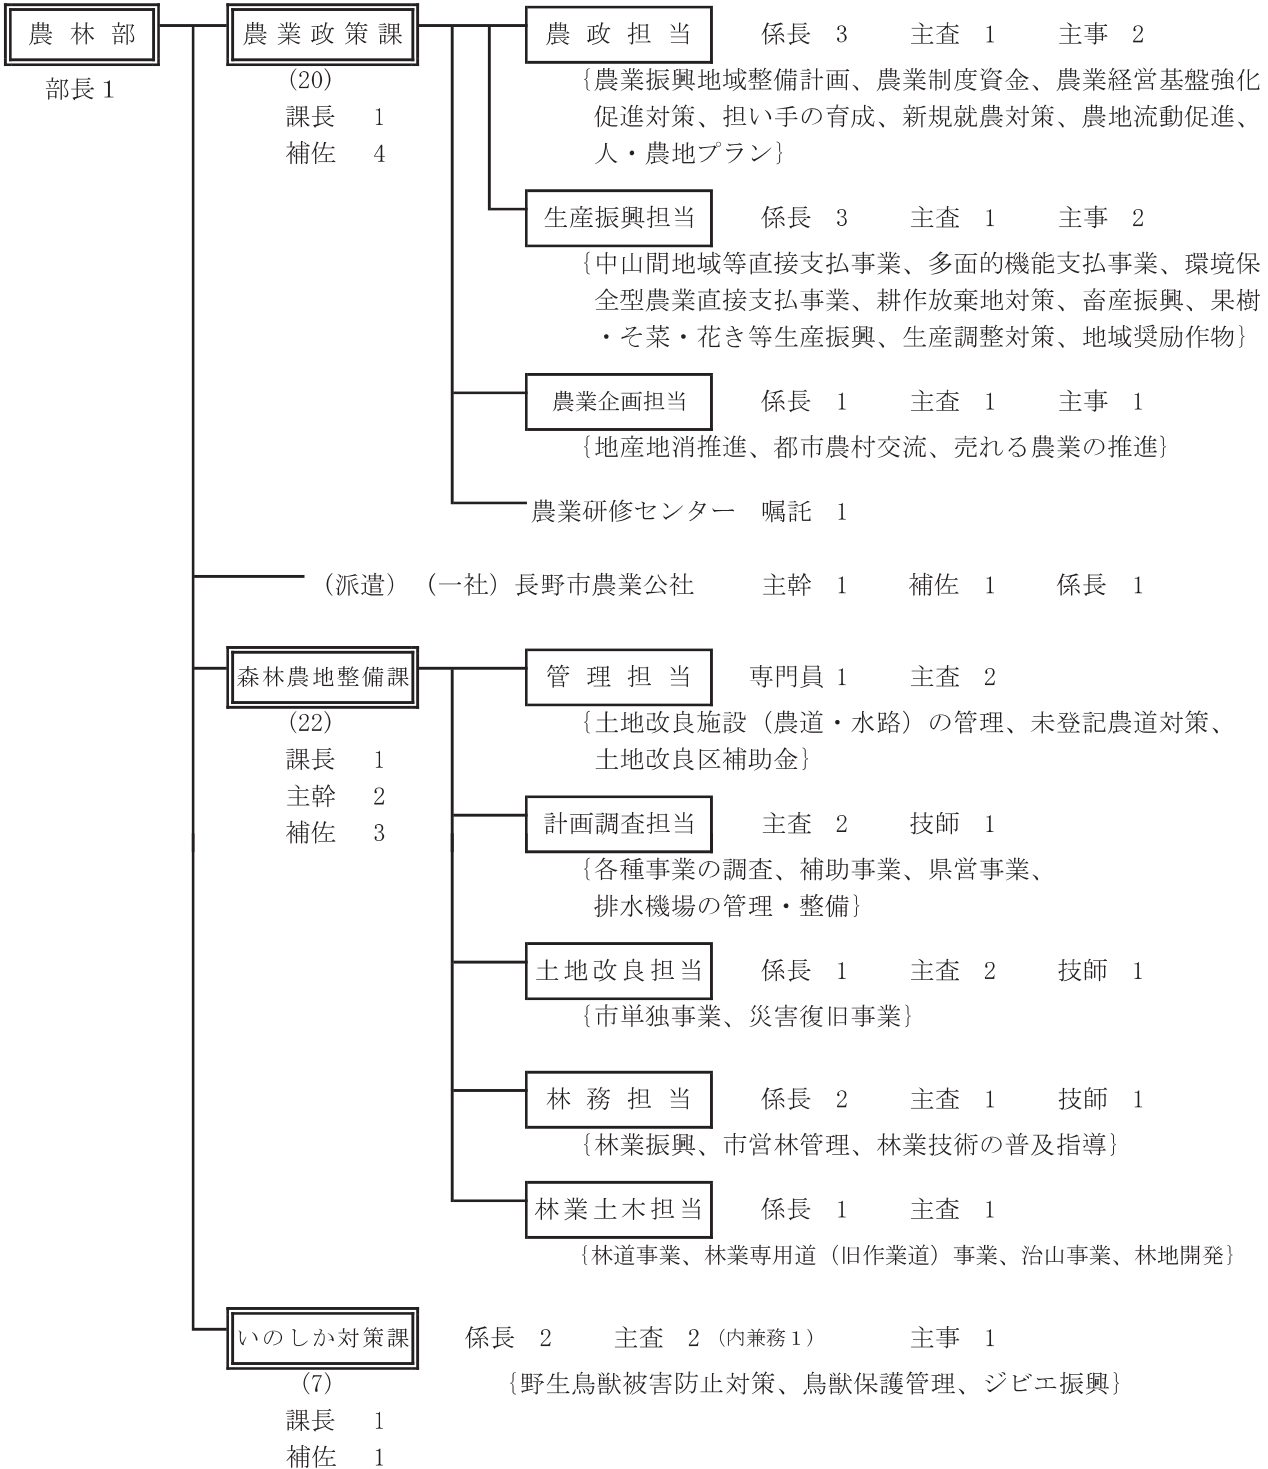 農林部
部長１
農業政策課
(20)
課長 1
補佐 4
農政担当 係長 3 主査 1 主事 2
{農業振興地域整備計画、農業制度資金、農業経営基盤強化
促進対策、担い手の育成、新規就農対策、農地流動促進、
人・農地プラン}
生産振興担当 係長 3 主査 1 主事 2
{中山間地域等直接支払事業、多面的機能支払事業、環境保
全型農業直接支払事業、耕作放棄地対策、畜産振興、果樹
・そ菜・花き等生産振興、生産調整対策、地域奨励作物}
農業企画担当 係長 1 主査 1 主事 1
{地産地消推進、都市農村交流、売れる農業の推進}
農業研修センター 嘱託 1
（派遣）（一社）長野市農業公社 主幹 1 補佐 1 係長 1
森林農地整備課
(22)
課長 1
主幹 2
補佐 3
管理担当 専門員 1 主査 2
{土地改良施設（農道・水路）の管理、未登記農道対策、
土地改良区補助金}
計画調査担当 主査 2 技師 1
{各種事業の調査、補助事業、県営事業、
排水機場の管理・整備}
土地改良担当 係長 1 主査 2 技師 1
{市単独事業、災害復旧事業}
林務担当 係長 2 主査 1 技師 1
{林業振興、市営林管理、林業技術の普及指導}
林業土木担当 係長 1 主査 1
{林道事業、林業専用道（旧作業道）事業、治山事業、林地開発}
いのしか対策課 係長 2 主査 2（内兼務１） 主事 1
(7)
課長 1
補佐 1
{野生鳥獣被害防止対策、鳥獣保護管理、ジビエ振興}